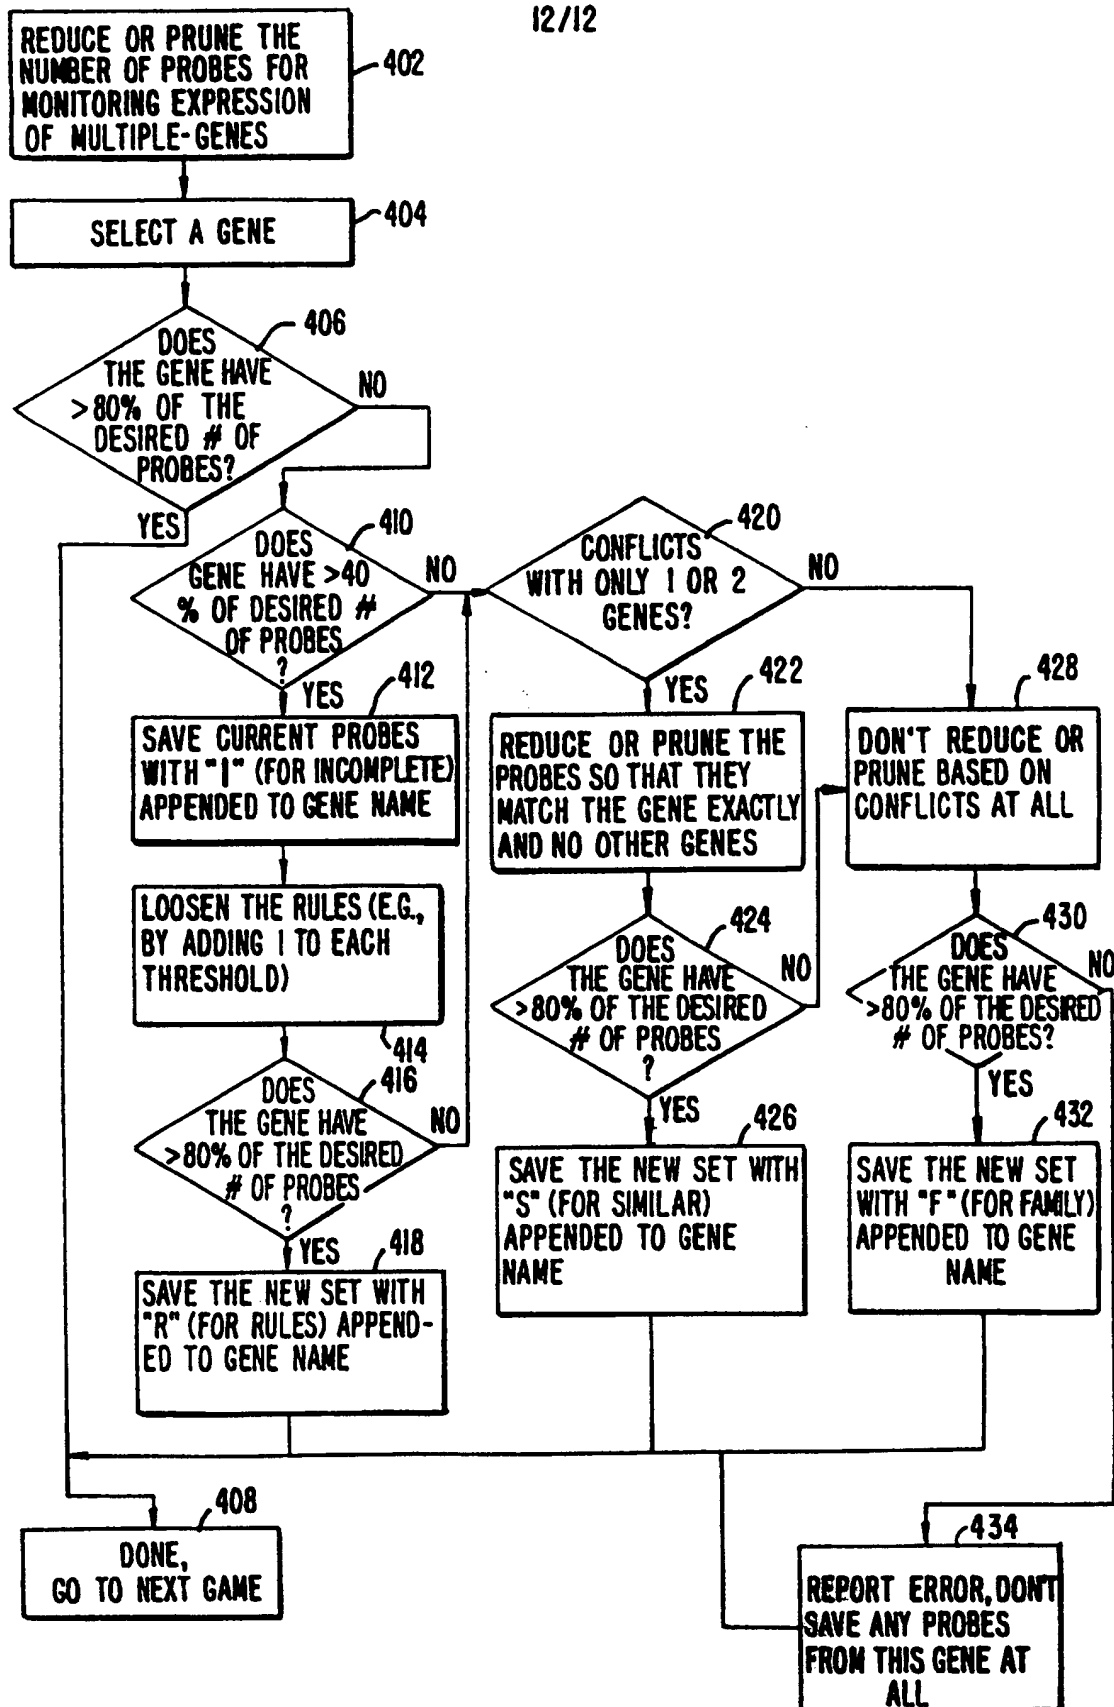 12/12
REDUCE OR PRUNE THE
NUMBER OF PROBES FOR
MONITORING EXPRESSION
OF MULTIPLE-GENES
402
SELECT A GENE
404
406
DOES
THE GENE HAVE
>80% OF THE
DESIRED # OF
PROBES?
NO
YES
410
DOES
GENE HAVE >40
% OF DESIRED #
OF PROBES
?
NO
YES
420
CONFLICTS
WITH ONLY 1 OR 2
GENES?
NO
YES
412
SAVE CURRENT PROBES
WITH "I" (FOR INCOMPLETE)
APPENDED TO GENE NAME
422
REDUCE OR PRUNE THE
PROBES SO THAT THEY
MATCH THE GENE EXACTLY
AND NO OTHER GENES
428
DON'T REDUCE OR
PRUNE BASED ON
CONFLICTS AT ALL
LOOSEN THE RULES (E.G.,
BY ADDING 1 TO EACH
THRESHOLD)
414
424
DOES
THE GENE HAVE
>80% OF THE DESIRED
# OF PROBES
?
NO
YES
430
DOES
THE GENE HAVE
>80% OF THE DESIRED
# OF PROBES?
NO
YES
416
DOES
THE GENE HAVE
>80% OF THE DESIRED
# OF PROBES
?
NO
YES
426
SAVE THE NEW SET WITH
"S" (FOR SIMILAR)
APPENDED TO GENE
NAME
432
SAVE THE NEW SET
WITH "F" (FOR FAMILY)
APPENDED TO GENE
NAME
418
SAVE THE NEW SET WITH
"R" (FOR RULES) APPEND-
ED TO GENE NAME
408
DONE,
GO TO NEXT GAME
434
REPORT ERROR, DON'T
SAVE ANY PROBES
FROM THIS GENE AT
ALL